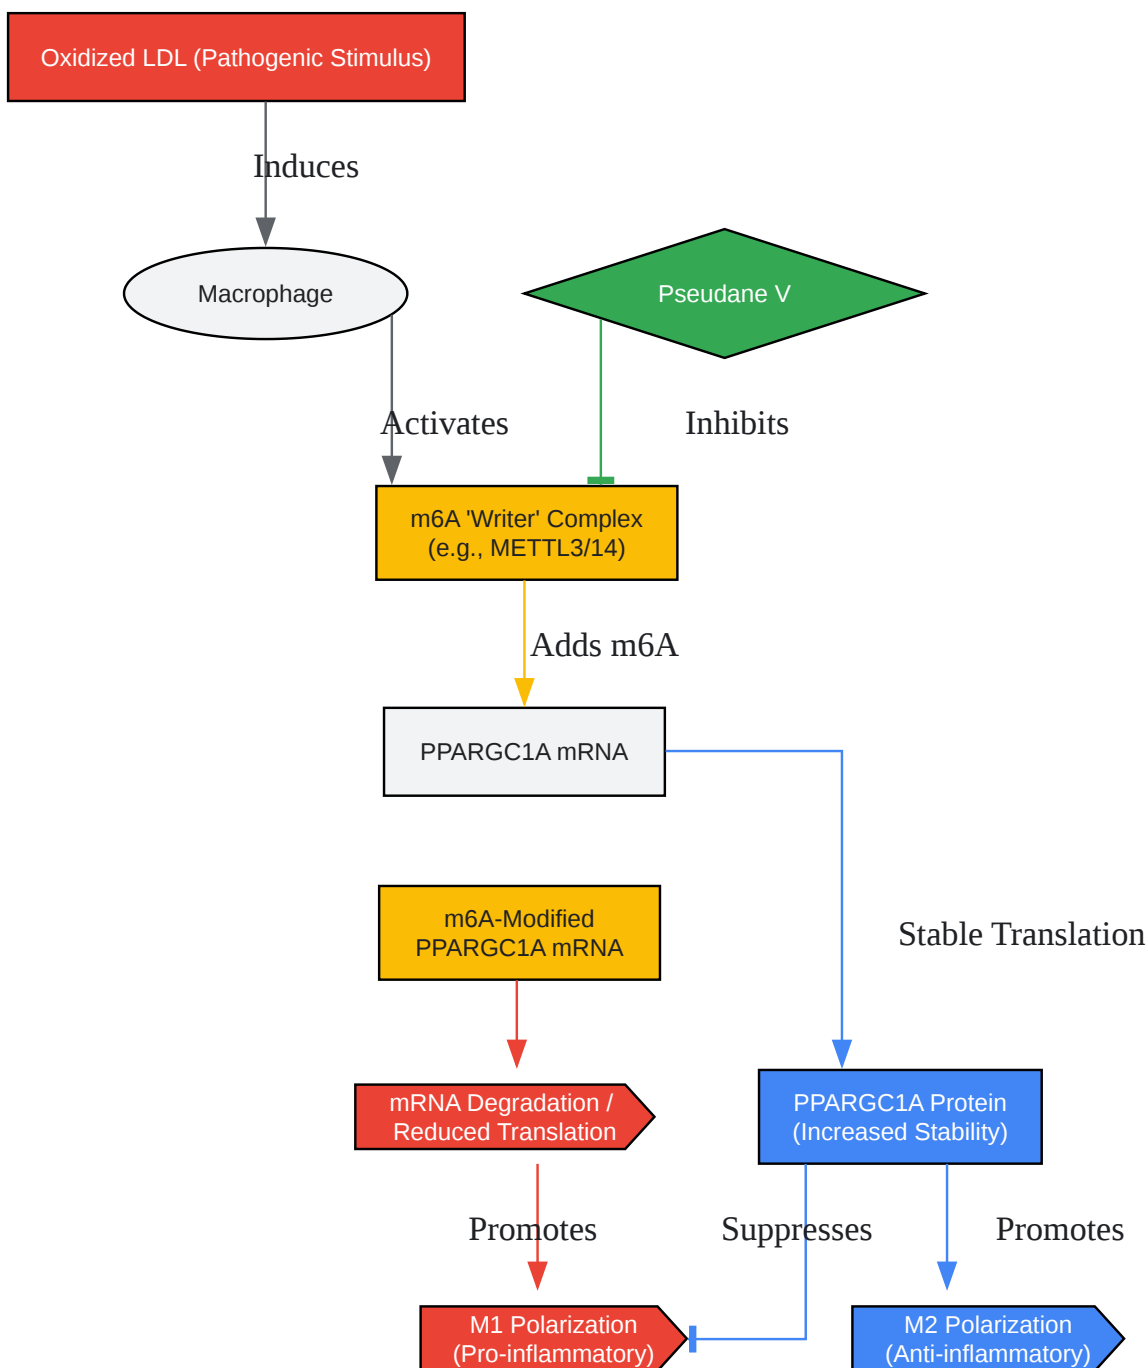 Oxidized LDL (Pathogenic Stimulus)
Induces
Macrophage
Pseudane V
Activates
Inhibits
m6A 'Writer' Complex
(e.g., METTL3/14)
Adds m6A
PPARGC1A mRNA
m6A-Modified
PPARGC1A mRNA
Stable Translation
mRNA Degradation /
Reduced Translation
PPARGC1A Protein
(Increased Stability)
Promotes
Suppresses
Promotes
M1 Polarization
(Pro-inflammatory)
M2 Polarization
(Anti-inflammatory)